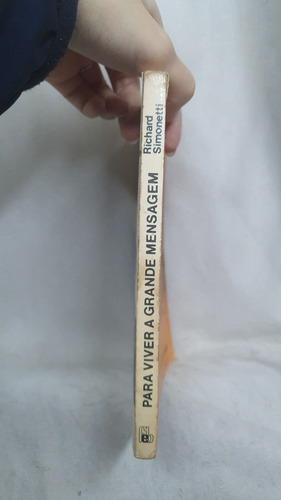 Richard
Simonetti
PARA VIVER A GRANDE MENSAGEM